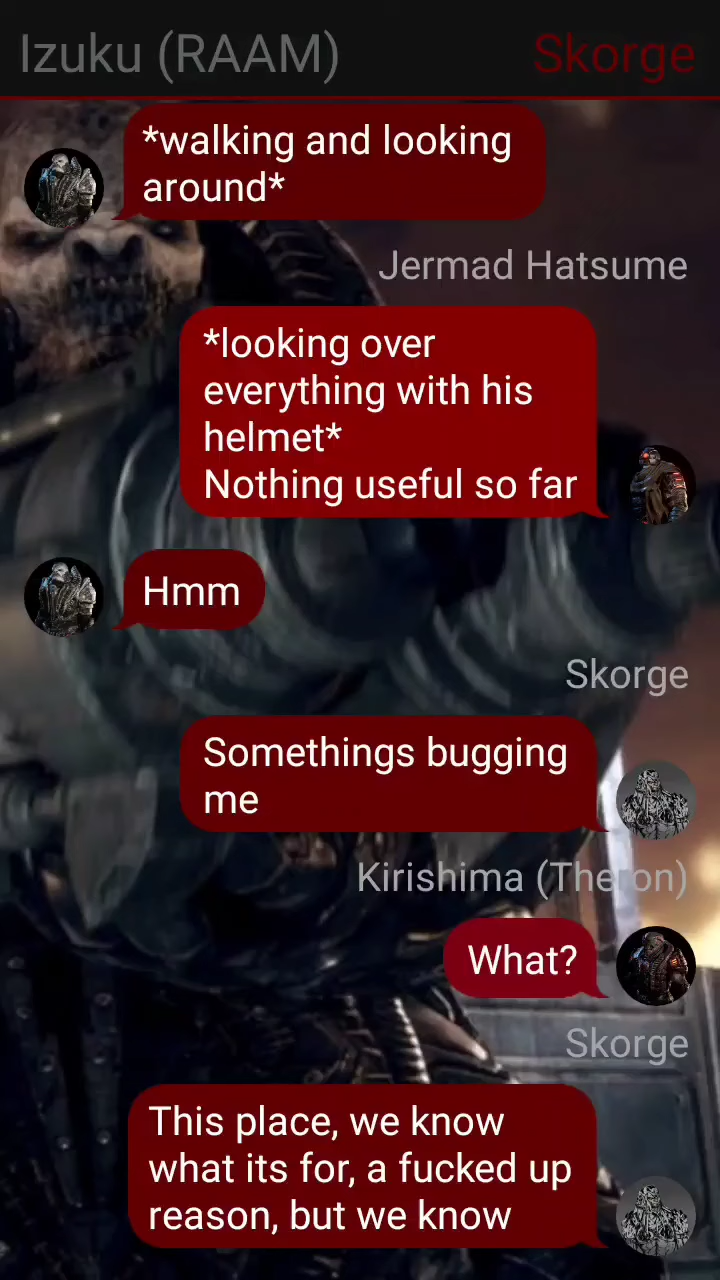 Izuku (RAAM) Skorge
*walking and looking
around*
Jermad Hatsume
*looking over
everything with his
helmet*
Nothing useful so far
Hmm
Skorge
Somethings bugging
me
Kirishima (Theron)
What?
Skorge
This place, we know
what its for, a fucked up
reason, but we know